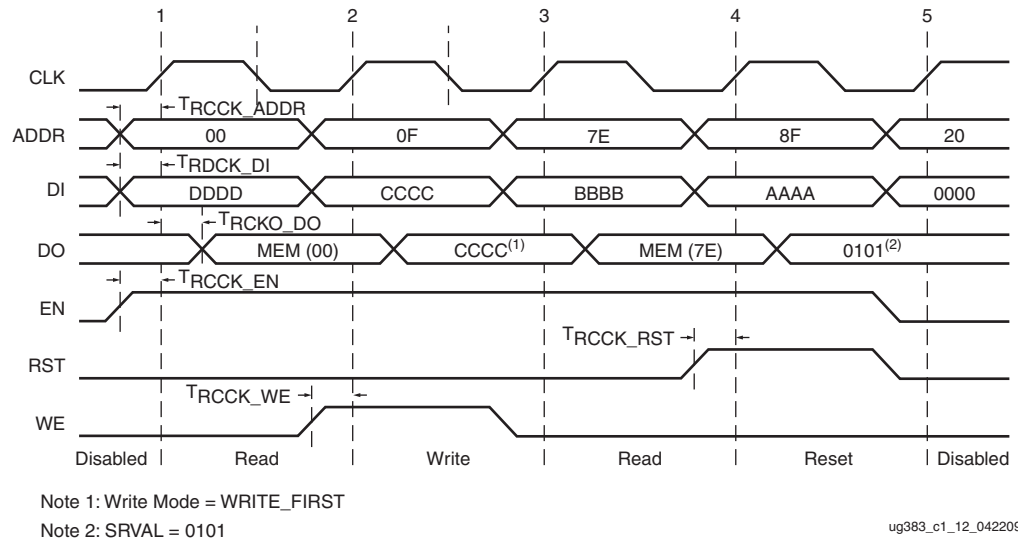 1 2 3 4 5
CLK
TRCCK_ADDR
ADDR 00 0F 7E 8F 20
TRDCK_DI
DI DDDD CCCC BBBB AAAA 0000
TRCKO_DO
DO MEM (00) CCCC(1) MEM (7E) 0101(2)
TRCCK_EN
EN
TRCCK_RST
RST
TRCCK_WE
WE
Disabled Read Write Read Reset Disabled
Note 1: Write Mode = WRITE_FIRST
Note 2: SRVAL = 0101
ug383_c1_12_042209